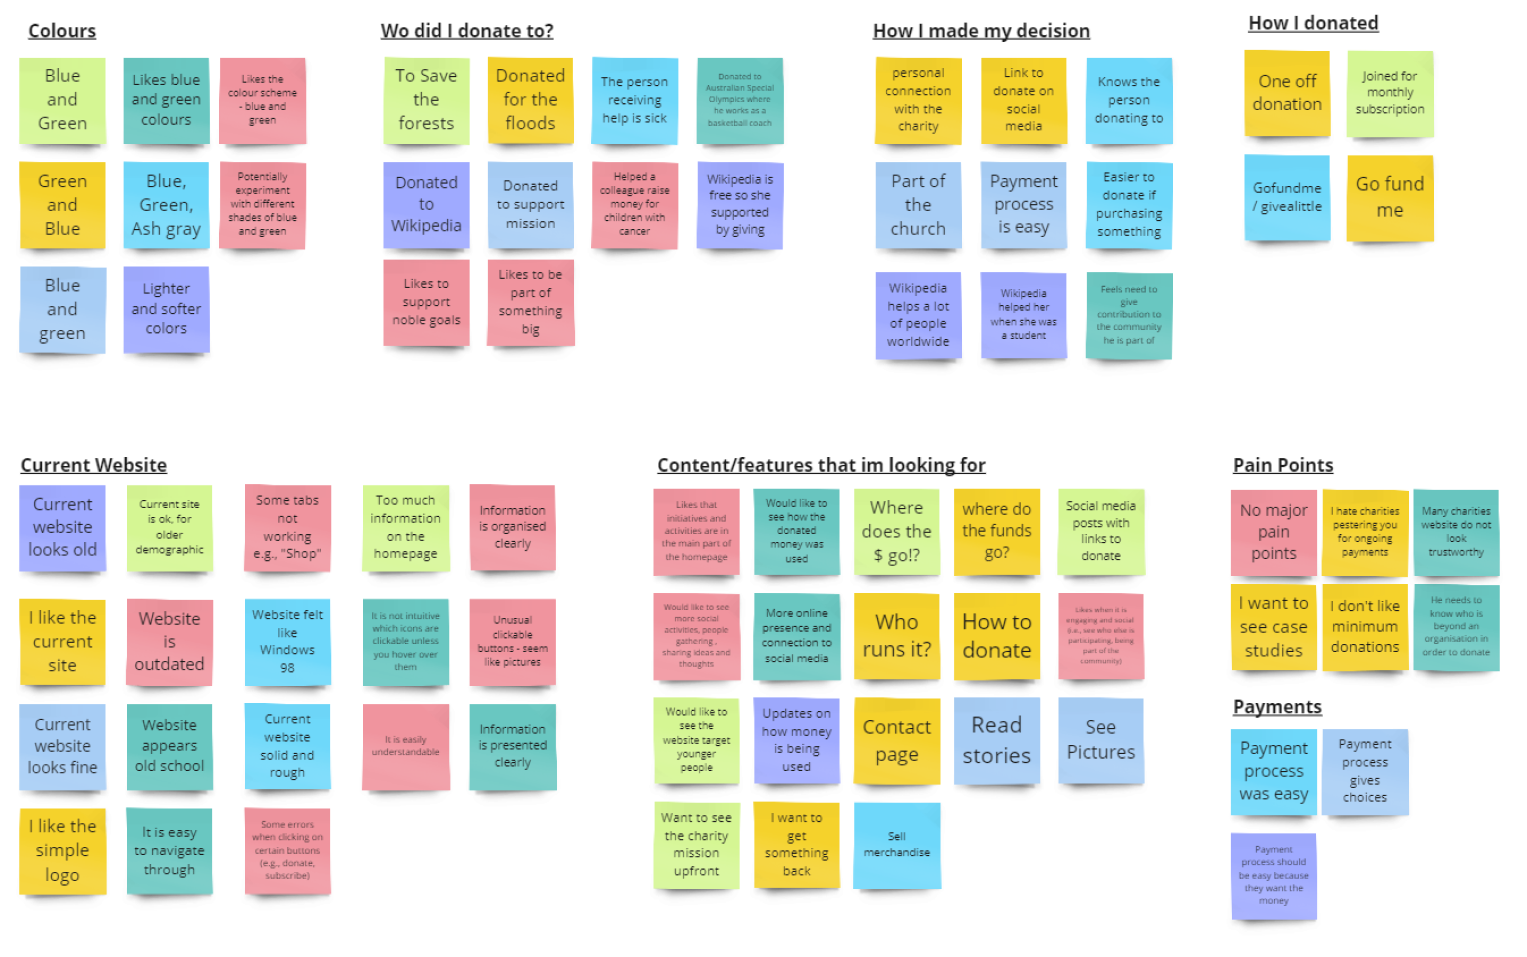 Colours
Blue
and
Green
Likes blue
and green
colours
Likes the
colour scheme
- blue and
green
Green
and
Blue
Blue,
Green,
Ash gray
Potentially
experiment
with different
shades of blue
and green
Blue
and
green
Lighter
and softer
colors
Wo did I donate to?
To Save
the
forests
Donated
for the
floods
The person
receiving
help is sick
Donated to
Australian Special
Olympics where
he works as a
basketball coach
Donated
to
Wikipedia
Donated
to support
mission
Helped a
colleague raise
money for
children with
cancer
Wikipedia is
free so she
supported
by giving
Likes to
support
noble goals
Likes to be
part of
something
big
How I made my decision
personal
connection
with the
charity
Link to
donate on
social
media
Knows the
person
donating to
Part of
the
church
Payment
process
is easy
Easier to
donate if
purchasing
something
Wikipedia
helps a lot
of people
worldwide
Wikipedia
helped her
when she was
a student
Feels need to
give
contribution to
the community
he is part of
How I donated
One off
donation
Joined for
monthly
subscription
Gofundme
/ givealittle
Go fund
me
Current Website
Current
website
looks old
Current site
is ok, for
older
demographic
Some tabs
not
working
e.g., "Shop"
Too much
information
on the
homepage
Information
is organised
clearly
I like the
current
site
Website
is
outdated
Website felt
like
Windows
98
It is not intuitive
which icons are
clickable unless
you hover over
them
Unusual
clickable
buttons - seem
like pictures
Current
website
looks fine
Website
appears
old school
Current
website
solid and
rough
It is easily
understandable
Information
is presented
clearly
I like the
simple
logo
It is easy
to navigate
through
Some errors
when clicking on
certain buttons
(e.g., donate,
subscribe)
Content/features that im looking for
Likes that
initiatives and
activities are in
the main part of
the homepage
Would like to
see how the
donated
money was
used
Where
does the
$ go!?
where do
the funds
go?
Social media
posts with
links to
donate
Would like to see
more social
activities, people
gathering ,
sharing ideas and
thoughts
More online
presence and
connection to
social media
Who
runs it?
How to
donate
Likes when it is
engaging and social
(i.e., see who else is
participating, being
part of the
community)
Would like to
see the
website target
younger
people
Updates on
how money
is being
used
Contact
page
Read
stories
See
Pictures
Want to see
the charity
mission
upfront
I want to
get
something
back
Sell
merchandise
Pain Points
No major
pain
points
I hate charities
pestering you
for ongoing
payments
Many charities
website do not
look
trustworthy
I want to
see case
studies
I don't like
minimum
donations
He needs to
know who is
beyond an
organisation in
order to donate
Payments
Payment
process
was easy
Payment
process
gives
choices
Payment
process should
be easy because
they want the
money